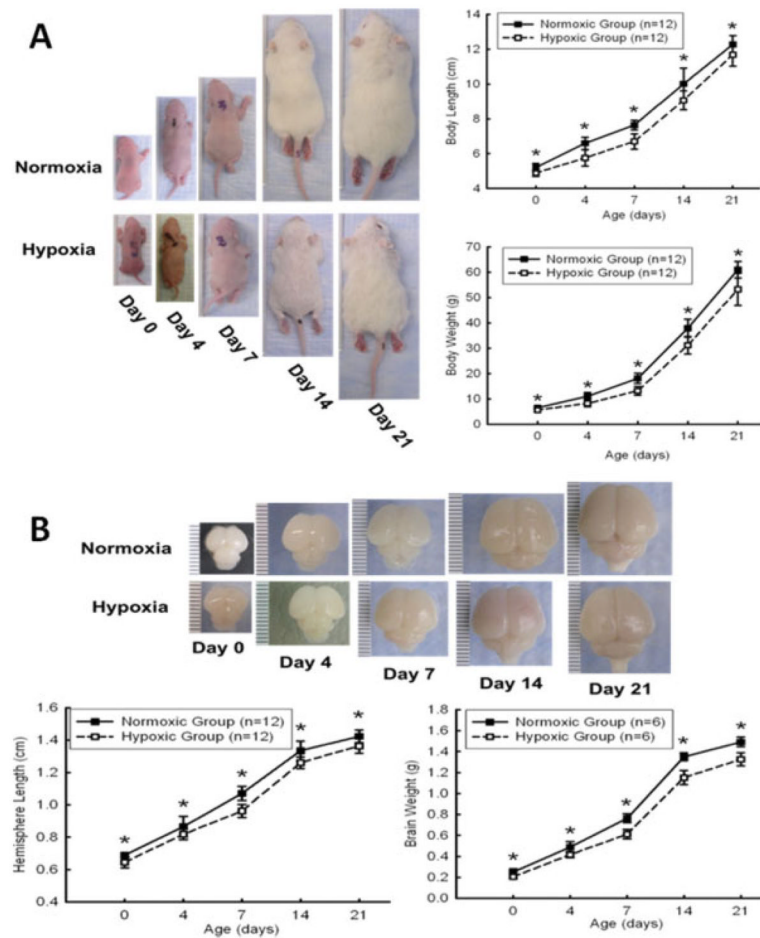 A
Normoxia
Hypoxia
Day 0
Day 4
Day 7
Day 14
Day 21
Normoxic Group (n=12)
Hypoxic Group (n=12)
Body Length (cm)
14
12
10
8
6
4
* * * * *
0 4 7 14 21
Age (days)
Normoxic Group (n=12)
Hypoxic Group (n=12)
Body Weight (g)
70
60
50
40
30
20
10
0
* * * * *
0 4 7 14 21
Age (days)
B
Normoxia
Hypoxia
Day 0
Day 4
Day 7
Day 14
Day 21
Normoxic Group (n=12)
Hypoxic Group (n=12)
Hemisphere Length (cm)
1.6
1.4
1.2
1.0
0.8
0.6
0.4
* * * * *
0 4 7 14 21
Age (days)
Normoxic Group (n=6)
Hypoxic Group (n=6)
Brain Weight (g)
1.8
1.6
1.4
1.2
1.0
0.8
0.6
0.4
0.2
0.0
* * * * *
0 4 7 14 21
Age (days)